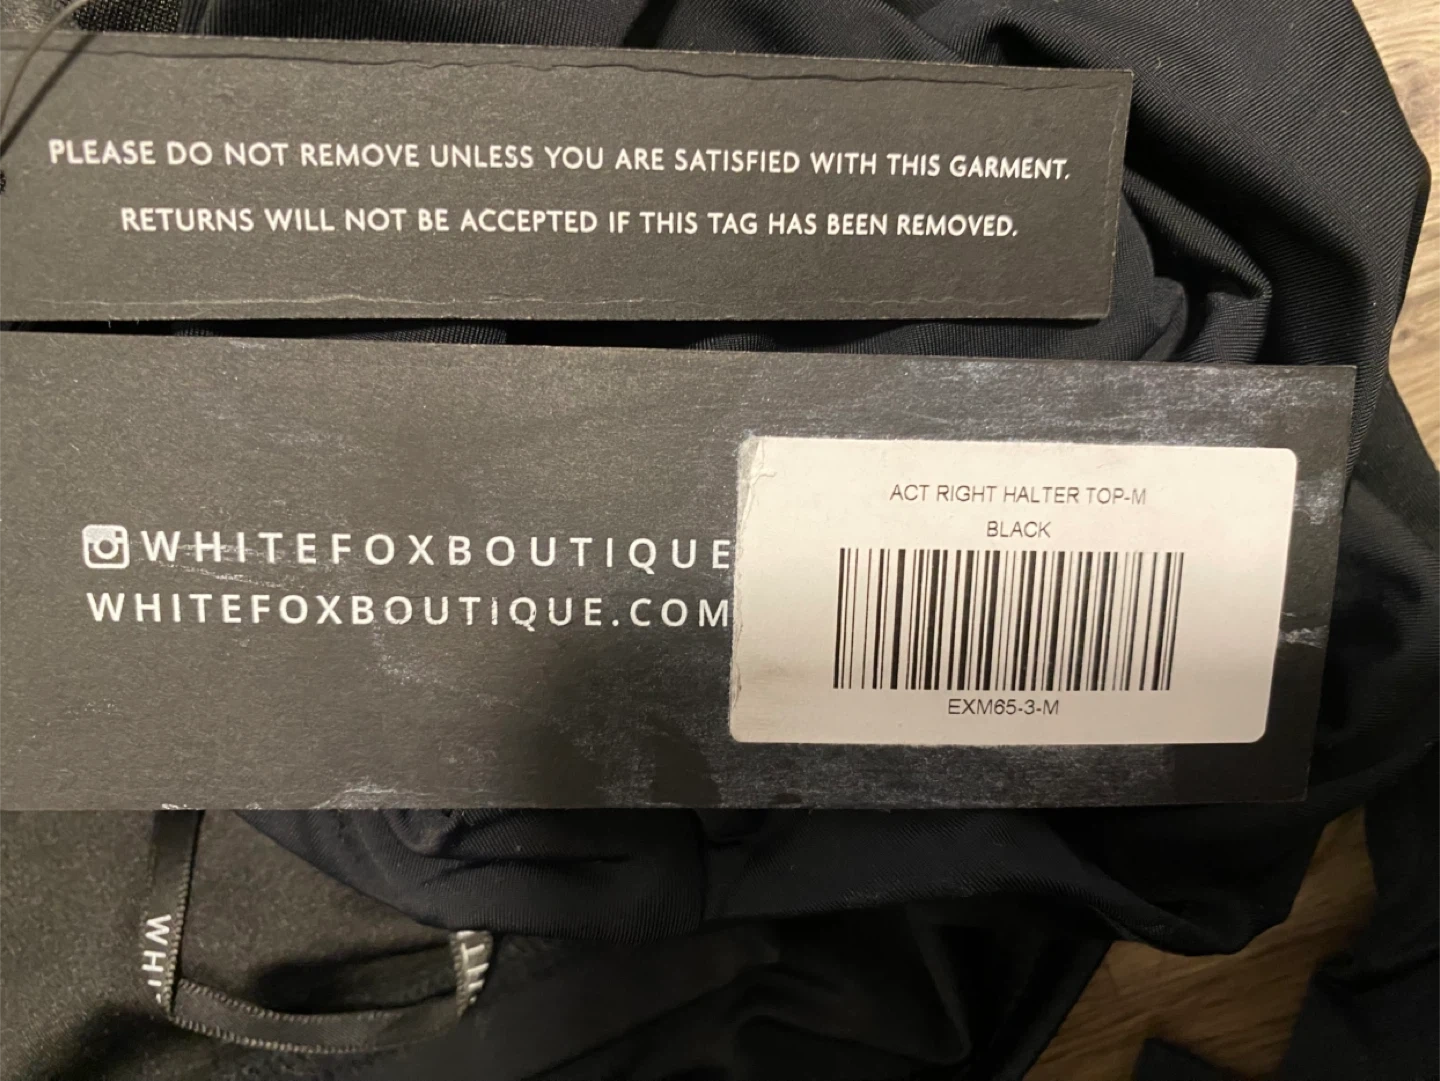 PLEASE DO NOT REMOVE UNLESS YOU ARE SATISFIED WITH THIS GARMENT.
RETURNS WILL NOT BE ACCEPTED IF THIS TAG HAS BEEN REMOVED.
WHITEFOXBOUTIQUE
WHITEFOXBOUTIQUE.COM
ACT RIGHT HALTER TOP-M
BLACK
EXM65-3-M